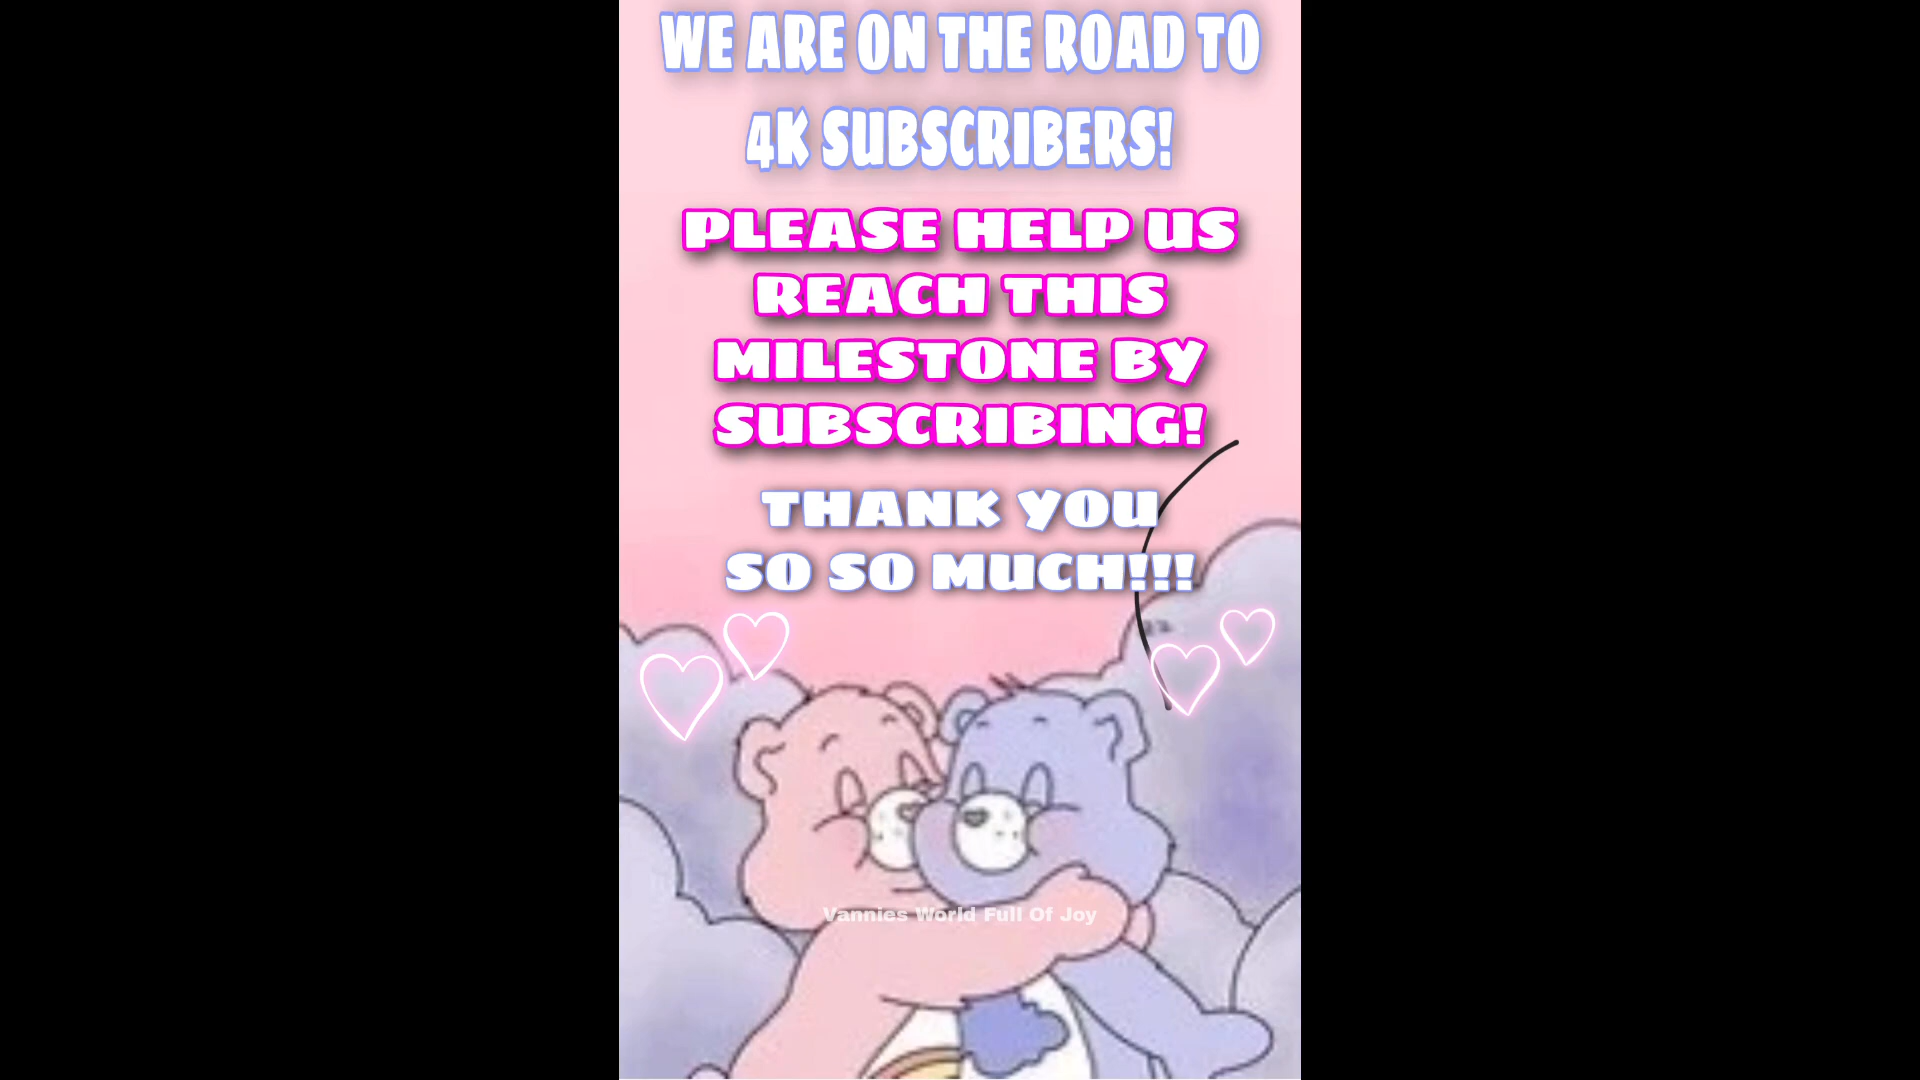 WE ARE ON THE ROAD TO
4K SUBSCRIBERS!
PLEASE HELP US
REACH THIS
MILESTONE BY
SUBSCRIBING!
THANK YOU
SO SO MUCH!!!
Vannies World Full Of Joy